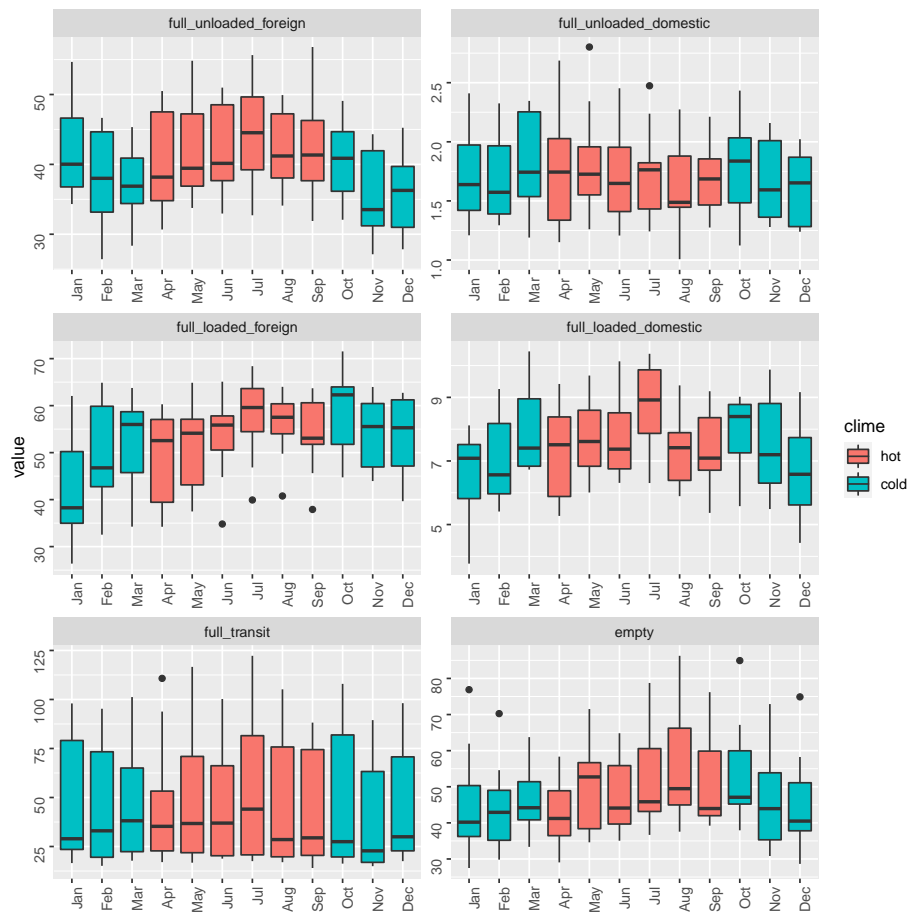 full_unloaded_foreign
full_unloaded_domestic
50
40
30
2.5
2.0
1.5
1.0
Jan Feb Mar Apr May Jun Jul Aug Sep Oct Nov Dec
Jan Feb Mar Apr May Jun Jul Aug Sep Oct Nov Dec
full_loaded_foreign
full_loaded_domestic
value
70
60
50
40
30
9
7
5
Jan Feb Mar Apr May Jun Jul Aug Sep Oct Nov Dec
Jan Feb Mar Apr May Jun Jul Aug Sep Oct Nov Dec
clime
hot
cold
full_transit
empty
125
100
75
50
25
80
70
60
50
40
30
Jan Feb Mar Apr May Jun Jul Aug Sep Oct Nov Dec
Jan Feb Mar Apr May Jun Jul Aug Sep Oct Nov Dec